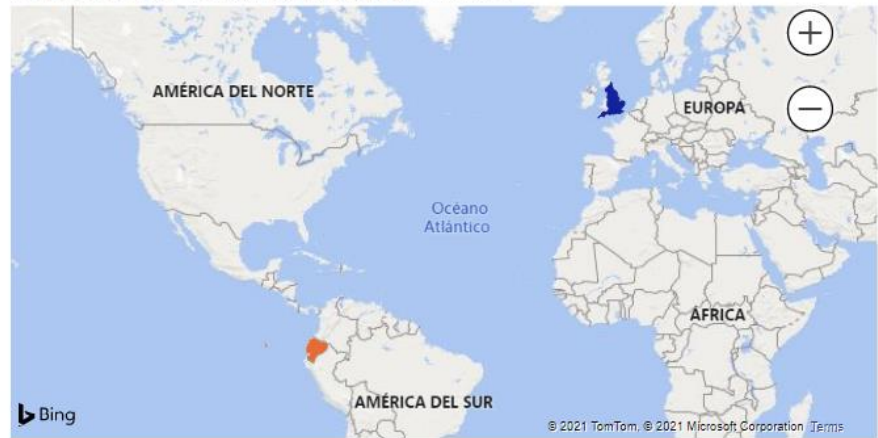 AMÉRICA DEL NORTE
EUROPA
Océano
Atlántico
ÁFRICA
AMÉRICA DEL SUR
Bing
© 2021 TomTom, © 2021 Microsoft Corporation Terms